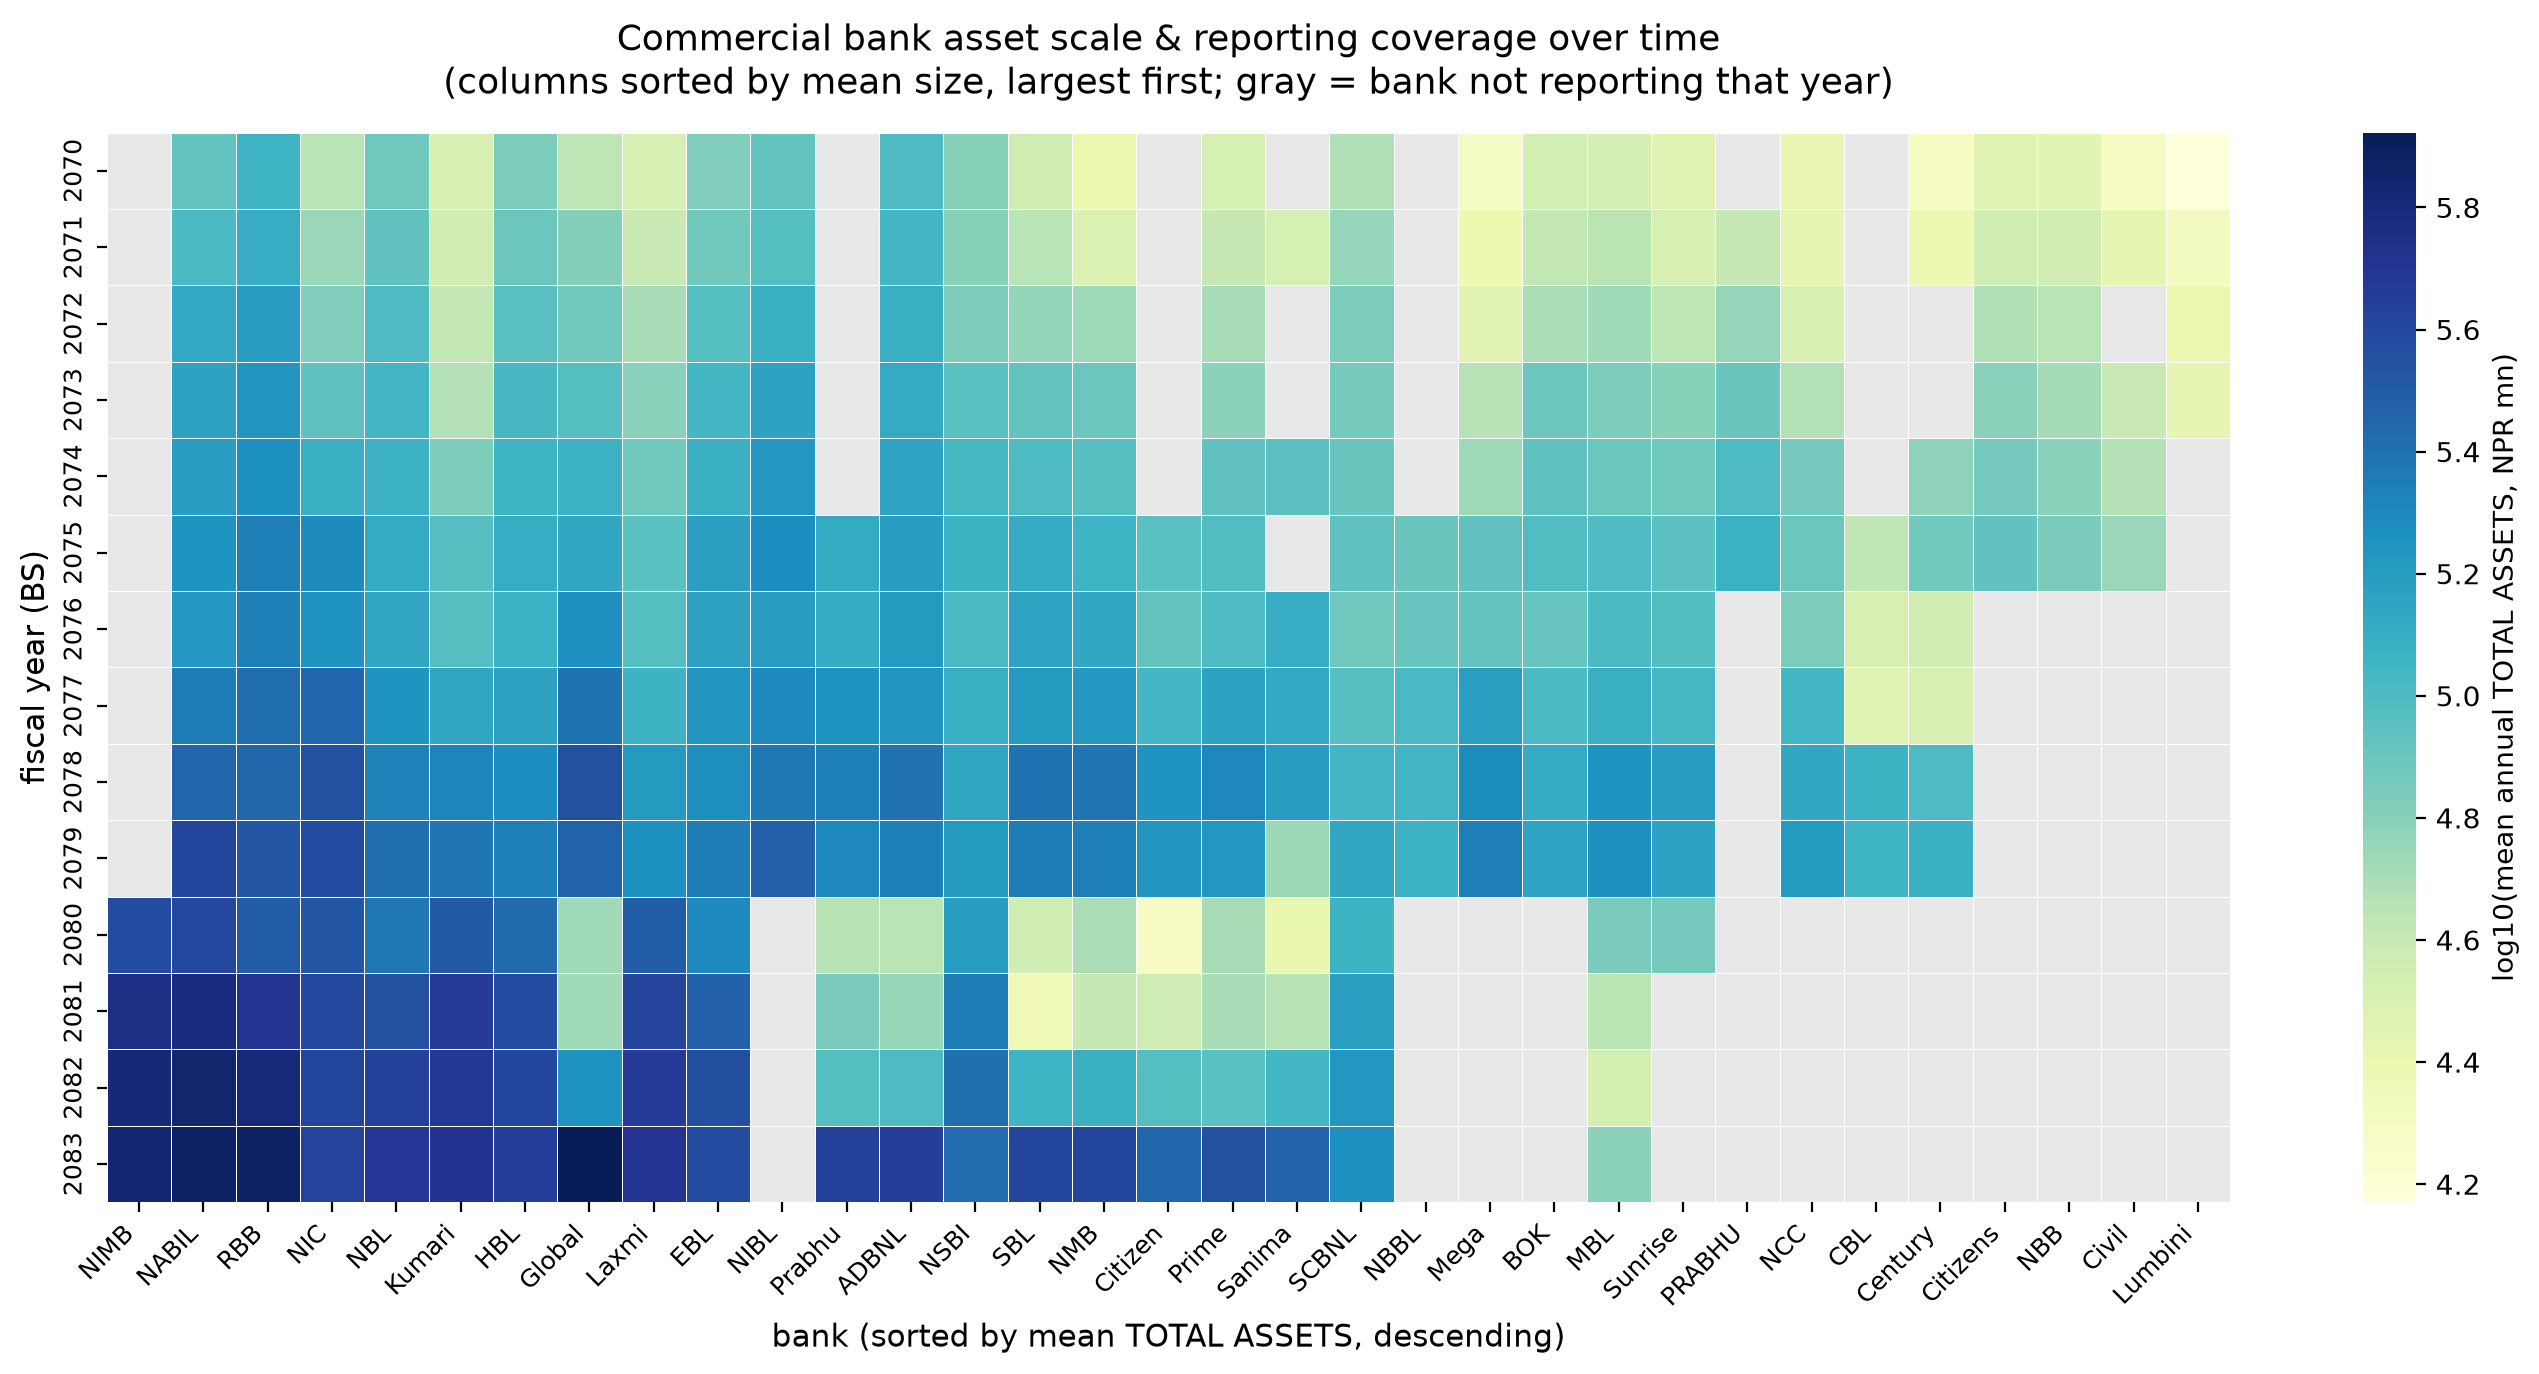 Commercial bank asset scale & reporting coverage over time
(columns sorted by mean size, largest first; gray = bank not reporting that year)
fiscal year (BS)
2070
2071
2072
2073
2074
2075
2076
2077
2078
2079
2080
2081
2082
2083
NIMB
NABIL
RBB
NIC
NBL
Kumari
HBL
Global
Laxmi
EBL
NIBL
Prabhu
ADBNL
NSBI
SBL
NMB
Citizen
Prime
Sanima
SCBNL
NBBL
Mega
BOK
MBL
Sunrise
PRABHU
NCC
CBL
Century
Citizens
NBB
Civil
Lumbini
bank (sorted by mean TOTAL ASSETS, descending)
5.8
5.6
5.4
5.2
5.0
4.8
4.6
4.4
4.2
log10(mean annual TOTAL ASSETS, NPR mn)